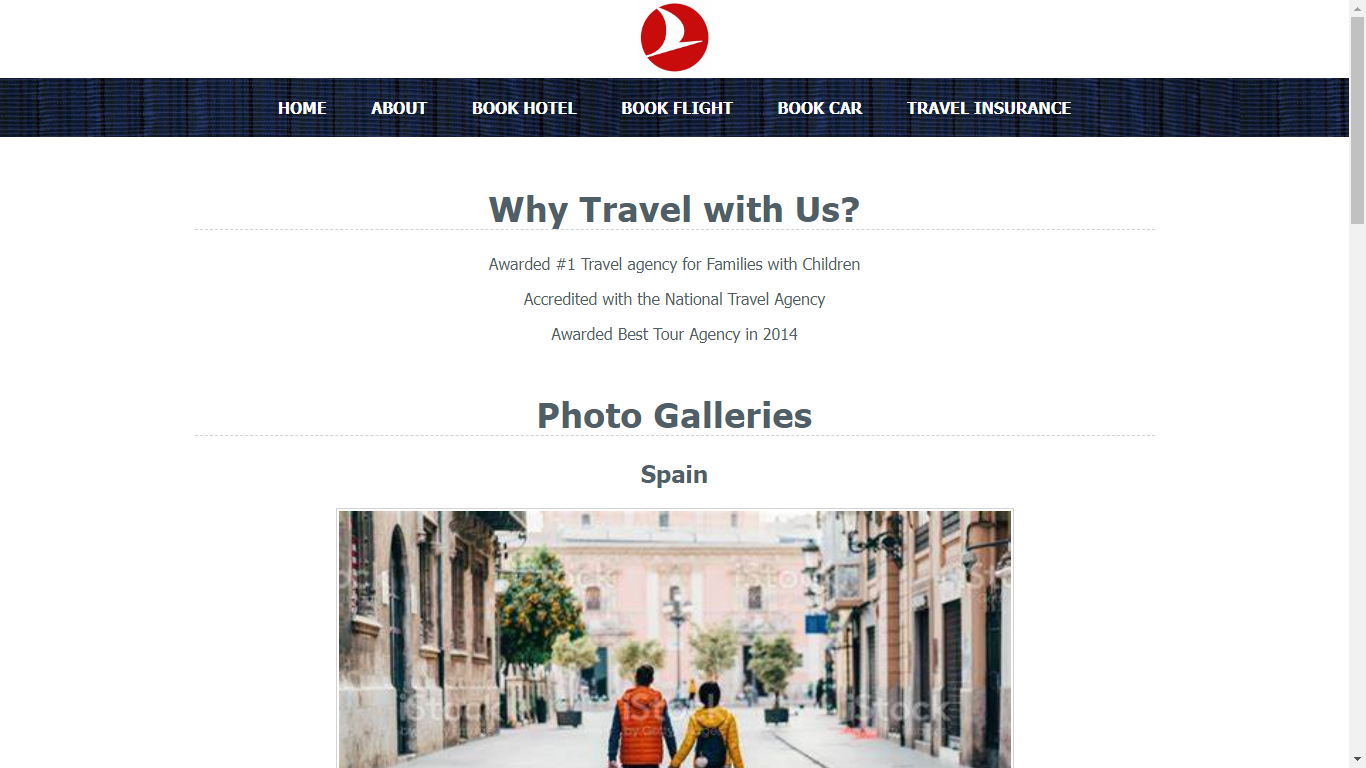 HOME ABOUT BOOK HOTEL BOOK FLIGHT BOOK CAR TRAVEL INSURANCE
Why Travel with Us?
Awarded #1 Travel agency for Families with Children
Accredited with the National Travel Agency
Awarded Best Tour Agency in 2014
Photo Galleries
Spain
iStock
iStock
iStock
iStock